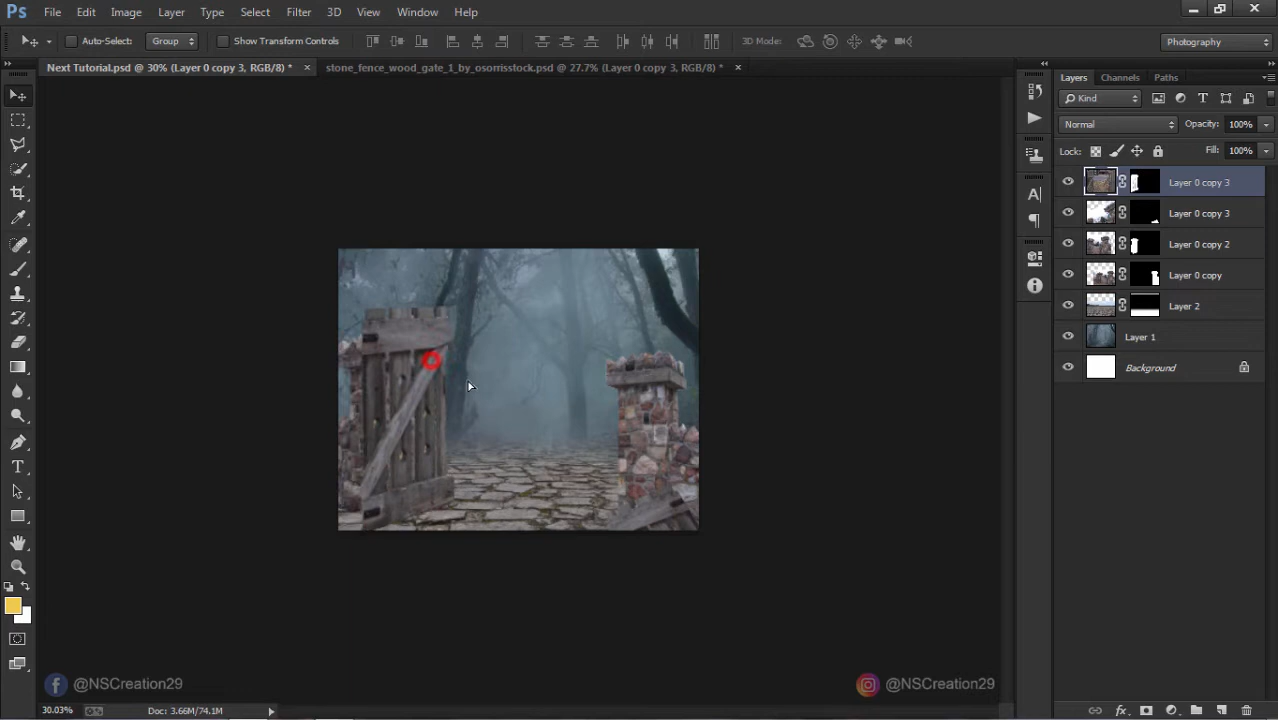 Ps File Edit Image Layer Type Select Filter 3D View Window Help
Auto-Select: Group Show Transform Controls 3D Mode: Photography
Next Tutorial.psd @ 30% (Layer 0 copy 3, RGB/8) * × stone_fence_wood_gate_1_by_osorrisstock.psd @ 27.7% (Layer 0 copy 3, RGB/8) * ×
Layers Channels Paths
Kind
Normal Opacity: 100%
Lock: Fill: 100%
Layer 0 copy 3
Layer 0 copy 3
Layer 0 copy 2
Layer 0 copy
Layer 2
Layer 1
Background
@NSCreation29 @NSCreation29
30.03% Doc: 3.66M/74.1M